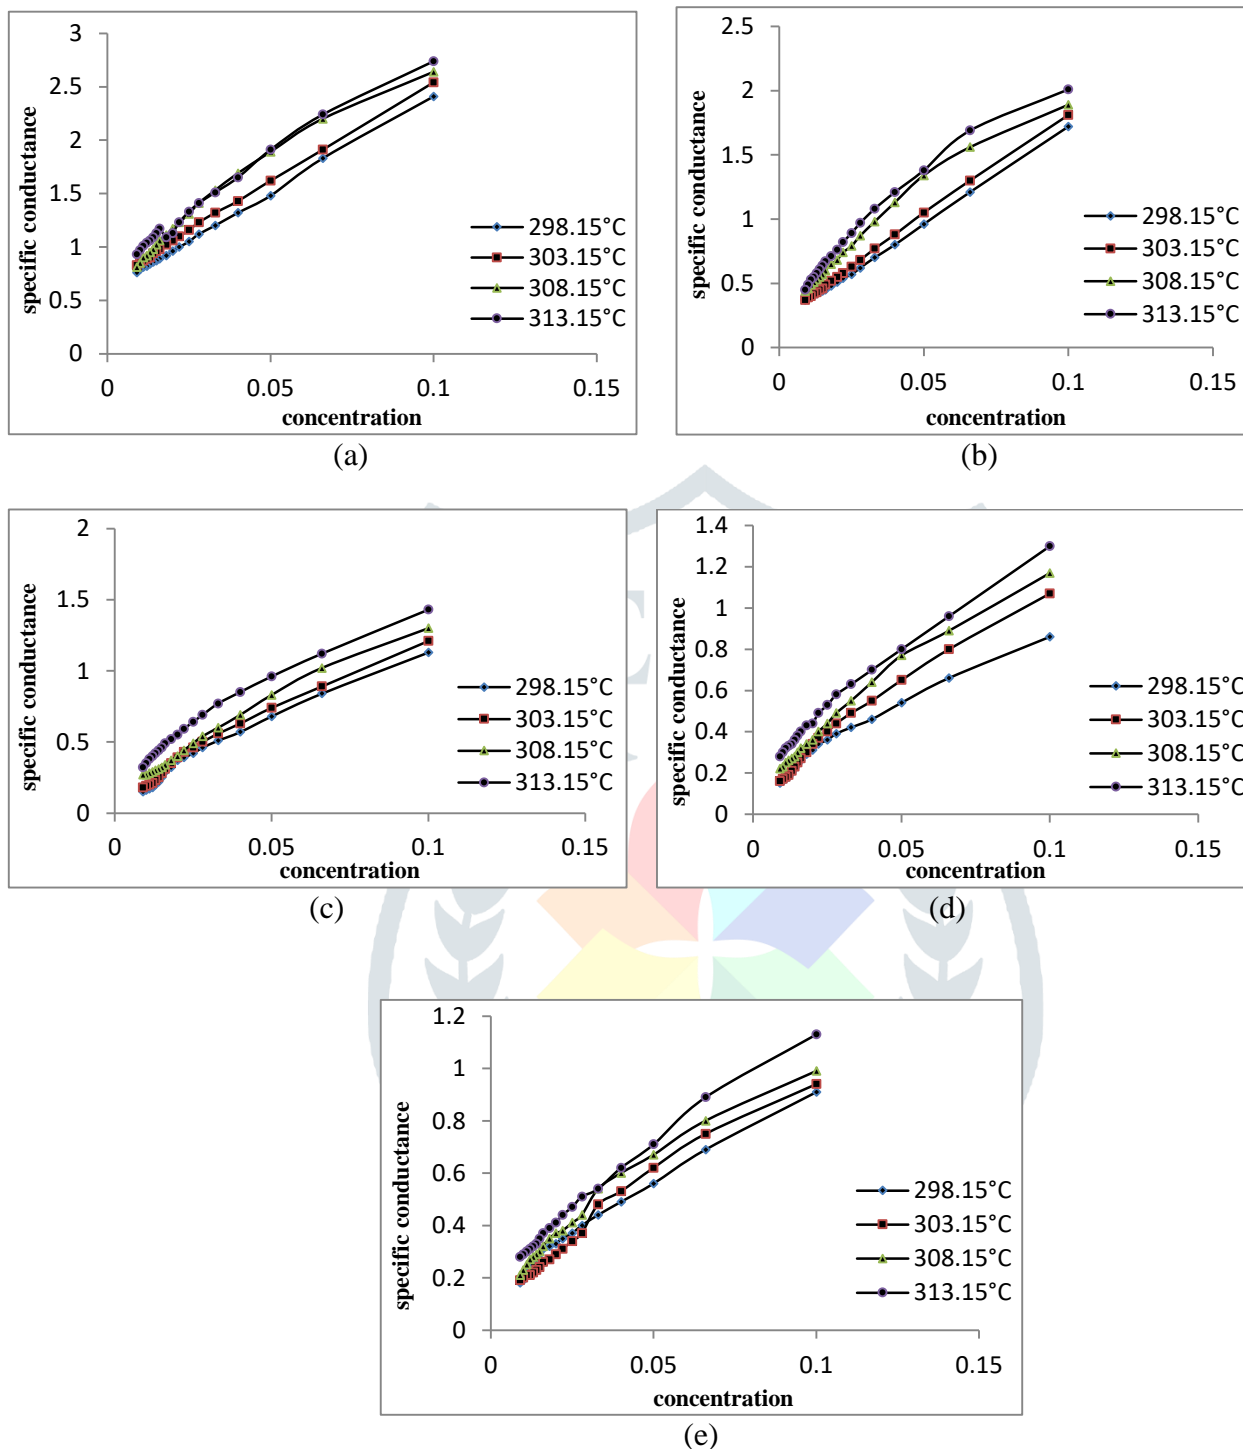 3
2.5
2
1.5
1
0.5
0
0
0.05
0.1
0.15
specific conductance
concentration
298.15°C
303.15°C
308.15°C
313.15°C
(a)
2.5
2
1.5
1
0.5
0
0
0.05
0.1
0.15
specific conductance
concentration
298.15°C
303.15°C
308.15°C
313.15°C
(b)
2
1.5
1
0.5
0
0
0.05
0.1
0.15
specific conductance
concentration
298.15°C
303.15°C
308.15°C
313.15°C
(c)
1.4
1.2
1
0.8
0.6
0.4
0.2
0
0
0.05
0.1
0.15
specific conductance
concentration
298.15°C
303.15°C
308.15°C
313.15°C
(d)
1.2
1
0.8
0.6
0.4
0.2
0
0
0.05
0.1
0.15
specific conductance
concentration
298.15°C
303.15°C
308.15°C
313.15°C
(e)